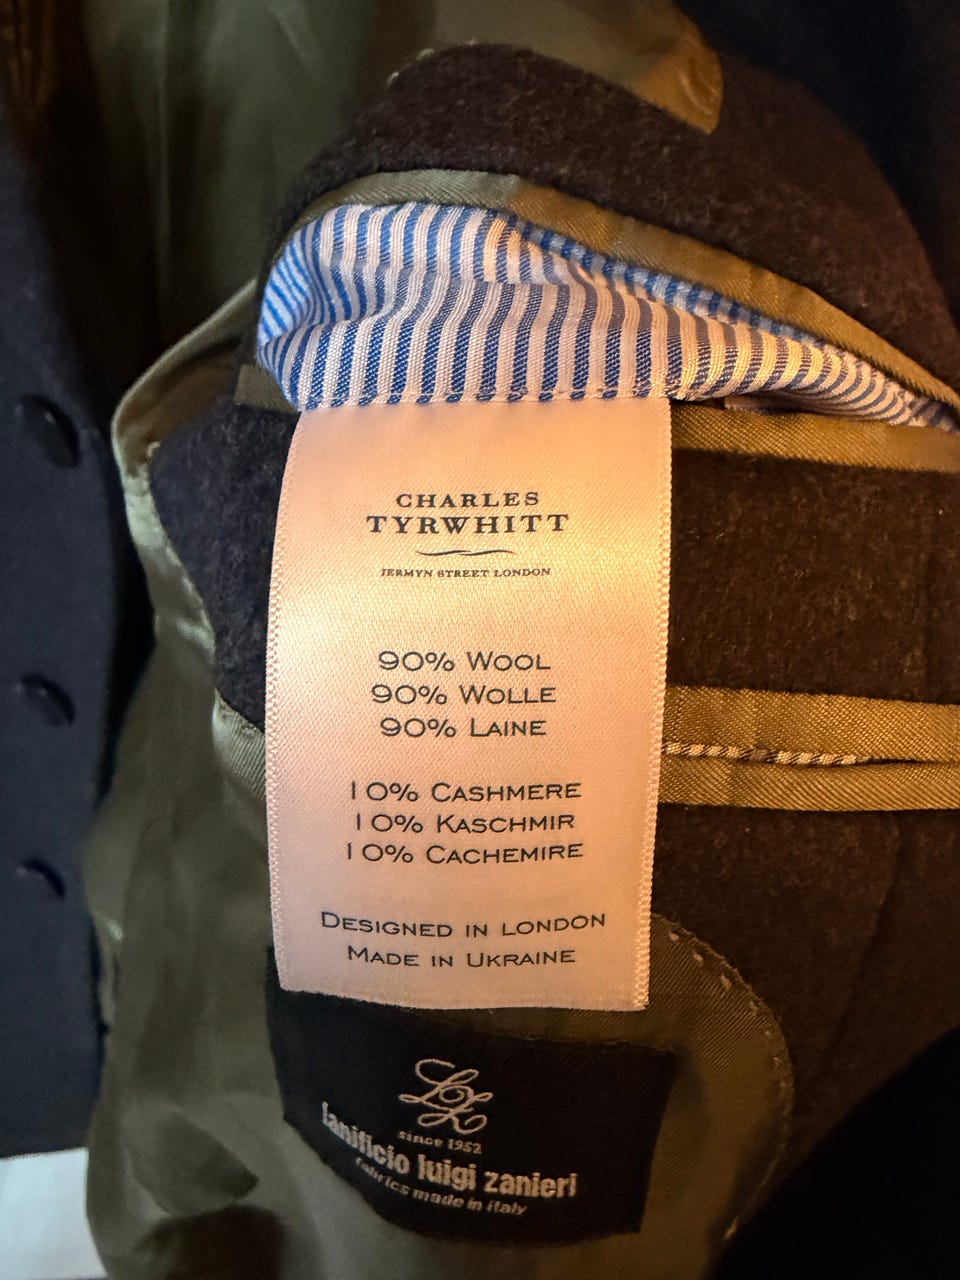 CHARLES
TYRWHITT
JERMYN STREET LONDON
90% WOOL
90% WOLLE
90% LAINE
10% CASHMERE
10% KASCHMIR
10% CACHEMIRE
DESIGNED IN LONDON
MADE IN UKRAINE
LZ
since 1952
lanificio luigi zanieri
fabrics made in italy